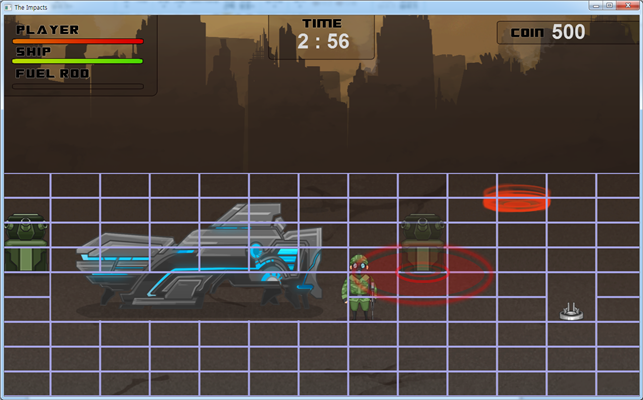 The Impacts
PLAYER
SHIP
FUEL ROD
TIME
2 : 56
COIN 500